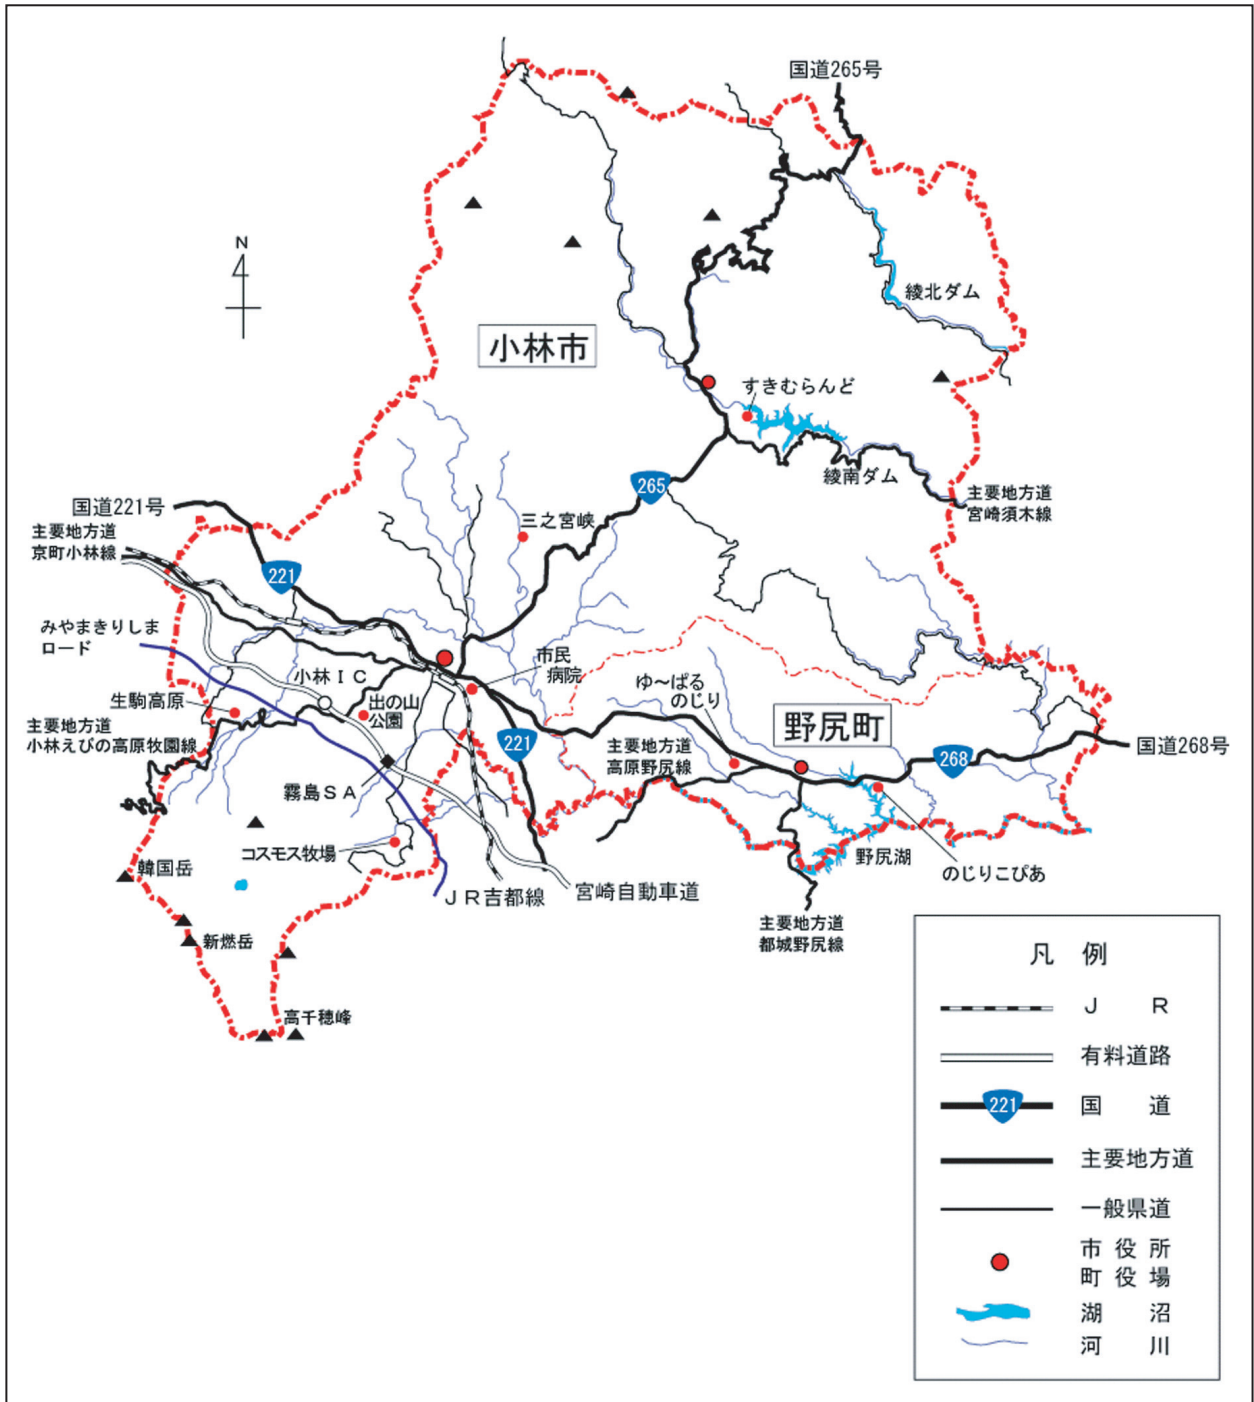 国道265号
N
綾北ダム
小林市
すきむらんど
265
綾南ダム
国道221号
主要地方道
宮崎須木線
三之宮峡
主要地方道
京町小林線
221
みやまきりしま
ロード
市民
病院
小林IC
ゆ〜ぱる
のじり
生駒高原
出の山
公園
野尻町
主要地方道
小林えびの高原牧園線
221
主要地方道
高原野尻線
268
国道268号
霧島SA
コスモス牧場
野尻湖
のじりこぴあ
韓国岳
JR吉都線
宮崎自動車道
主要地方道
都城野尻線
新燃岳
高千穂峰
凡 例
J R
有料道路
221
国 道
主要地方道
一般県道
市役所
町役場
湖 沼
河 川